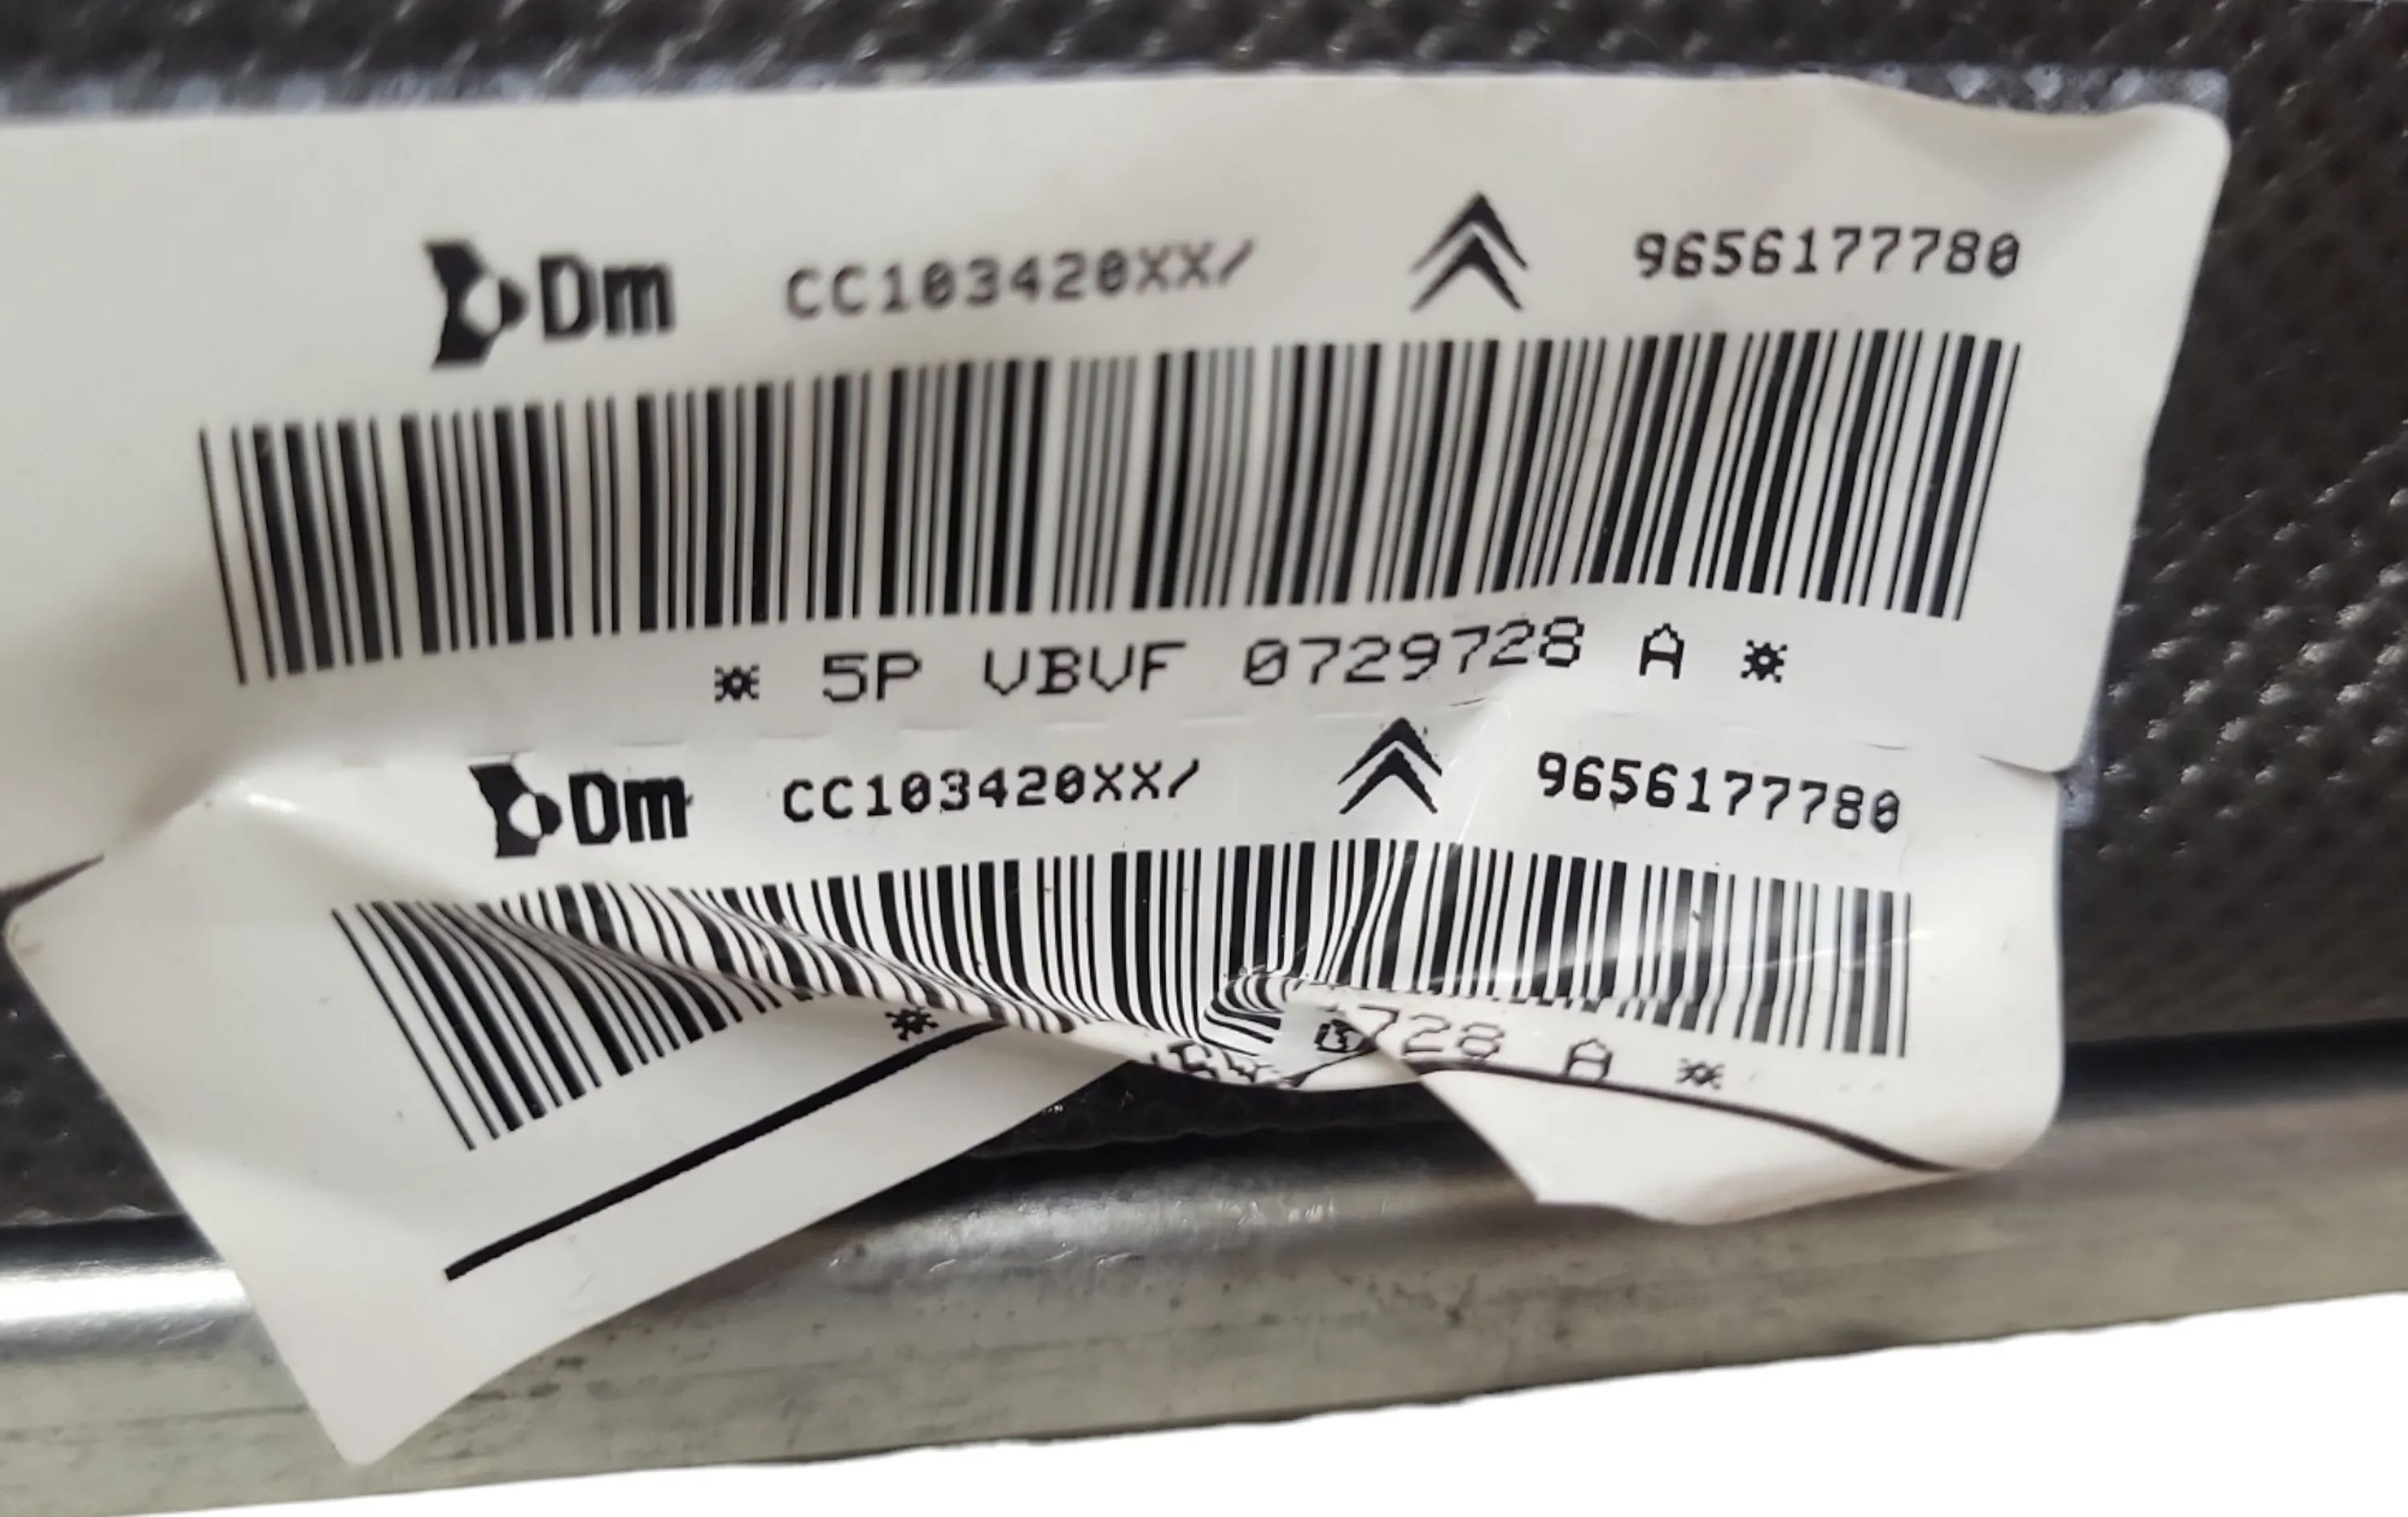 Dm CC103420XX/ 9656177780
* 5P VBVF 0729728 A *
Dm CC103420XX/ 9656177780
* 728 A *